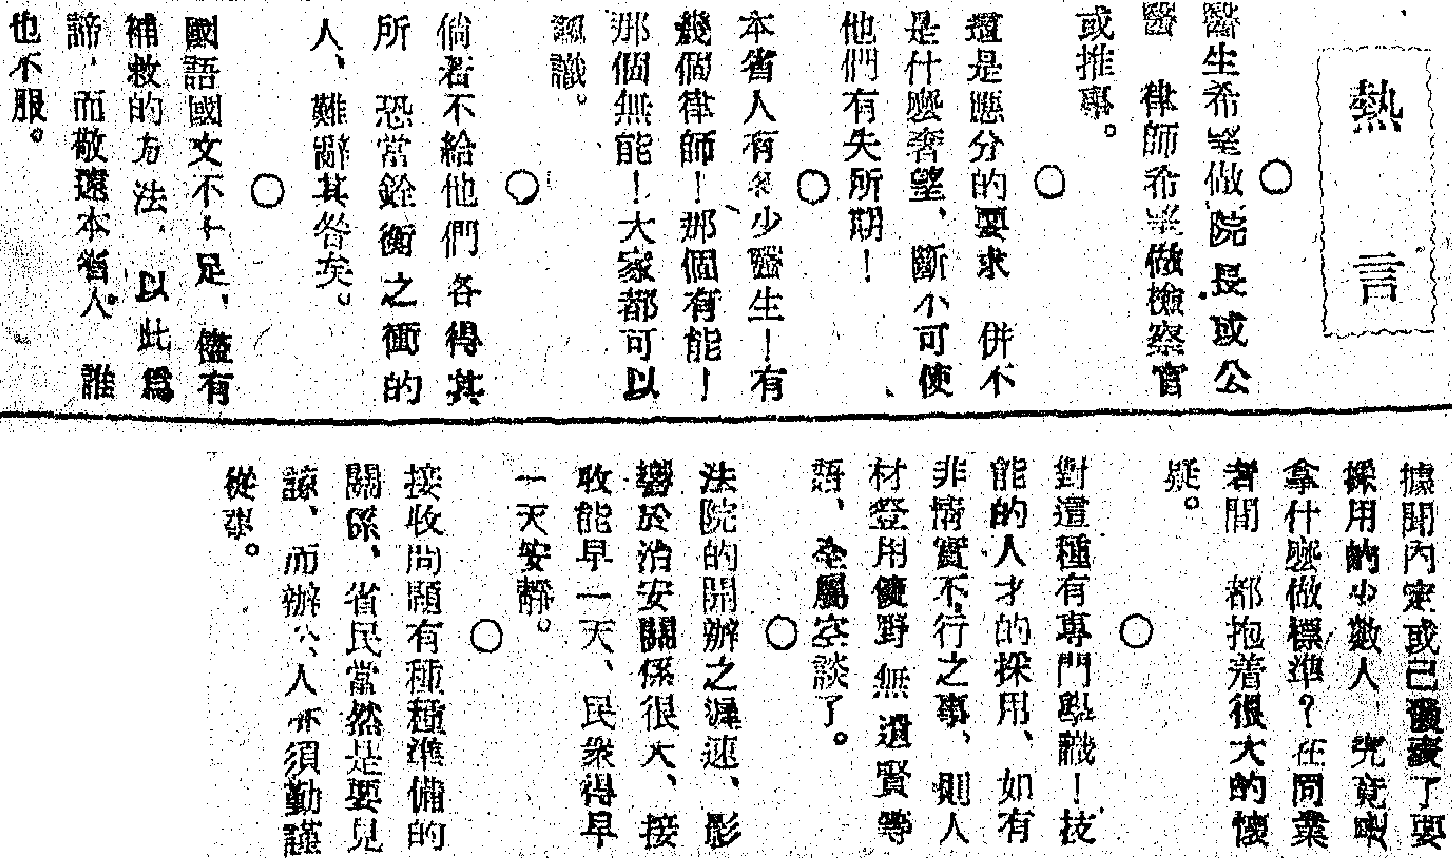 熱言
○
醫生希望做院長或公
醫　律師希望做檢察官
或推事。
○
這是應分的要求　併不
是什麼奢望、斷不可使
他們有失所期！
○
本省人有多少醫生！有
幾個律師！那個有能！
那個無能！大家都可以
認識。
○
倘若不給他們各得其
所　恐當銓衡之衝的
人、難辭其咎矣。
○
國語國文不十足、儘有
補救的方法、以此爲
諦、而敬遠本省人　誰
也不服。
據聞內定或已發表了要
採用的少數人、究竟
拿什麼做標準？在同業
者間　都抱着很大的懷
疑。
○
對這種有專門學識！技
能的人才的採用、如有
非情實不行之事、則人
材登用使野無遺賢等
語、全屬空談了。
○
法院的開辦之遲速、影
響於治安關係很大、接
收能早一天、民衆得早
一天安靜。
○
接收問題有種種準備的
關係、省民當然是要見
諒、而辦公人亦須勤謹
從事。